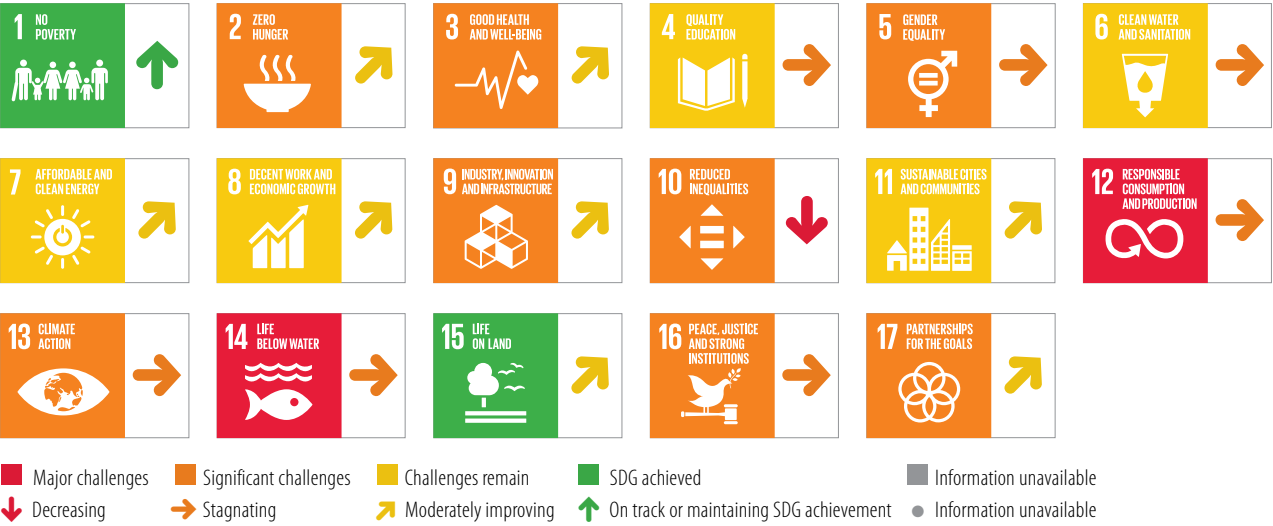 1 NO
POVERTY
2 ZERO
HUNGER
3 GOOD HEALTH
AND WELL-BEING
4 QUALITY
EDUCATION
5 GENDER
EQUALITY
6 CLEAN WATER
AND SANITATION
7 AFFORDABLE AND
CLEAN ENERGY
8 DECENT WORK AND
ECONOMIC GROWTH
9 INDUSTRY, INNOVATION
AND INFRASTRUCTURE
10 REDUCED
INEQUALITIES
11 SUSTAINABLE CITIES
AND COMMUNITIES
12 RESPONSIBLE
CONSUMPTION
AND PRODUCTION
13 CLIMATE
ACTION
14 LIFE
BELOW WATER
15 LIFE
ON LAND
16 PEACE, JUSTICE
AND STRONG
INSTITUTIONS
17 PARTNERSHIPS
FOR THE GOALS
Major challenges Significant challenges Challenges remain SDG achieved Information unavailable
Decreasing Stagnating Moderately improving On track or maintaining SDG achievement Information unavailable